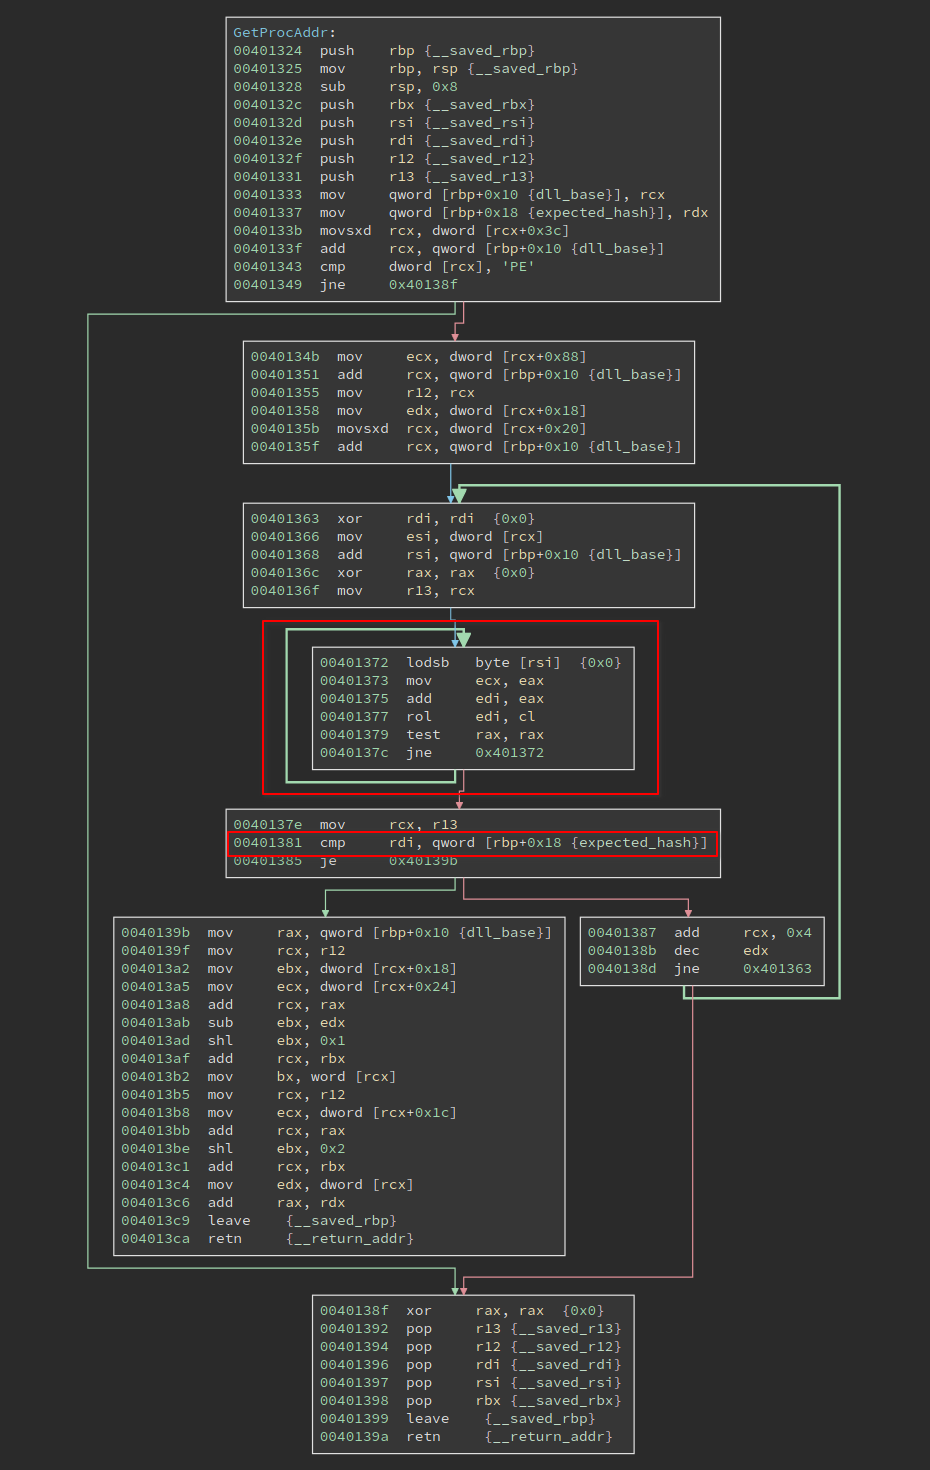 GetProcAddr:
00401324 push rbp {__saved_rbp}
00401325 mov rbp, rsp {__saved_rbp}
00401328 sub rsp, 0x8
0040132c push rbx {__saved_rbx}
0040132d push rsi {__saved_rsi}
0040132e push rdi {__saved_rdi}
0040132f push r12 {__saved_r12}
00401331 push r13 {__saved_r13}
00401333 mov qword [rbp+0x10 {dll_base}], rcx
00401337 mov qword [rbp+0x18 {expected_hash}], rdx
0040133b movsxd rcx, dword [rcx+0x3c]
0040133f add rcx, qword [rbp+0x10 {dll_base}]
00401343 cmp dword [rcx], 'PE'
00401349 jne 0x40138f
0040134b mov ecx, dword [rcx+0x88]
00401351 add rcx, qword [rbp+0x10 {dll_base}]
00401355 mov r12, rcx
00401358 mov edx, dword [rcx+0x18]
0040135b movsxd rcx, dword [rcx+0x20]
0040135f add rcx, qword [rbp+0x10 {dll_base}]
00401363 xor rdi, rdi {0x0}
00401366 mov esi, dword [rcx]
00401368 add rsi, qword [rbp+0x10 {dll_base}]
0040136c xor rax, rax {0x0}
0040136f mov r13, rcx
00401372 lodsb byte [rsi] {0x0}
00401373 mov ecx, eax
00401375 add edi, eax
00401377 rol edi, cl
00401379 test rax, rax
0040137c jne 0x401372
0040137e mov rcx, r13
00401381 cmp rdi, qword [rbp+0x18 {expected_hash}]
00401385 je 0x40139b
0040139b mov rax, qword [rbp+0x10 {dll_base}]
0040139f mov rcx, r12
004013a2 mov ebx, dword [rcx+0x18]
004013a5 mov ecx, dword [rcx+0x24]
004013a8 add rcx, rax
004013ab sub ebx, edx
004013ad shl ebx, 0x1
004013af add rcx, rbx
004013b2 mov bx, word [rcx]
004013b5 mov rcx, r12
004013b8 mov ecx, dword [rcx+0x1c]
004013bb add rcx, rax
004013be shl ebx, 0x2
004013c1 add rcx, rbx
004013c4 mov edx, dword [rcx]
004013c6 add rax, rdx
004013c9 leave {__saved_rbp}
004013ca retn {__return_addr}
00401387 add rcx, 0x4
0040138b dec edx
0040138d jne 0x401363
0040138f xor rax, rax {0x0}
00401392 pop r13 {__saved_r13}
00401394 pop r12 {__saved_r12}
00401396 pop rdi {__saved_rdi}
00401397 pop rsi {__saved_rsi}
00401398 pop rbx {__saved_rbx}
00401399 leave {__saved_rbp}
0040139a retn {__return_addr}